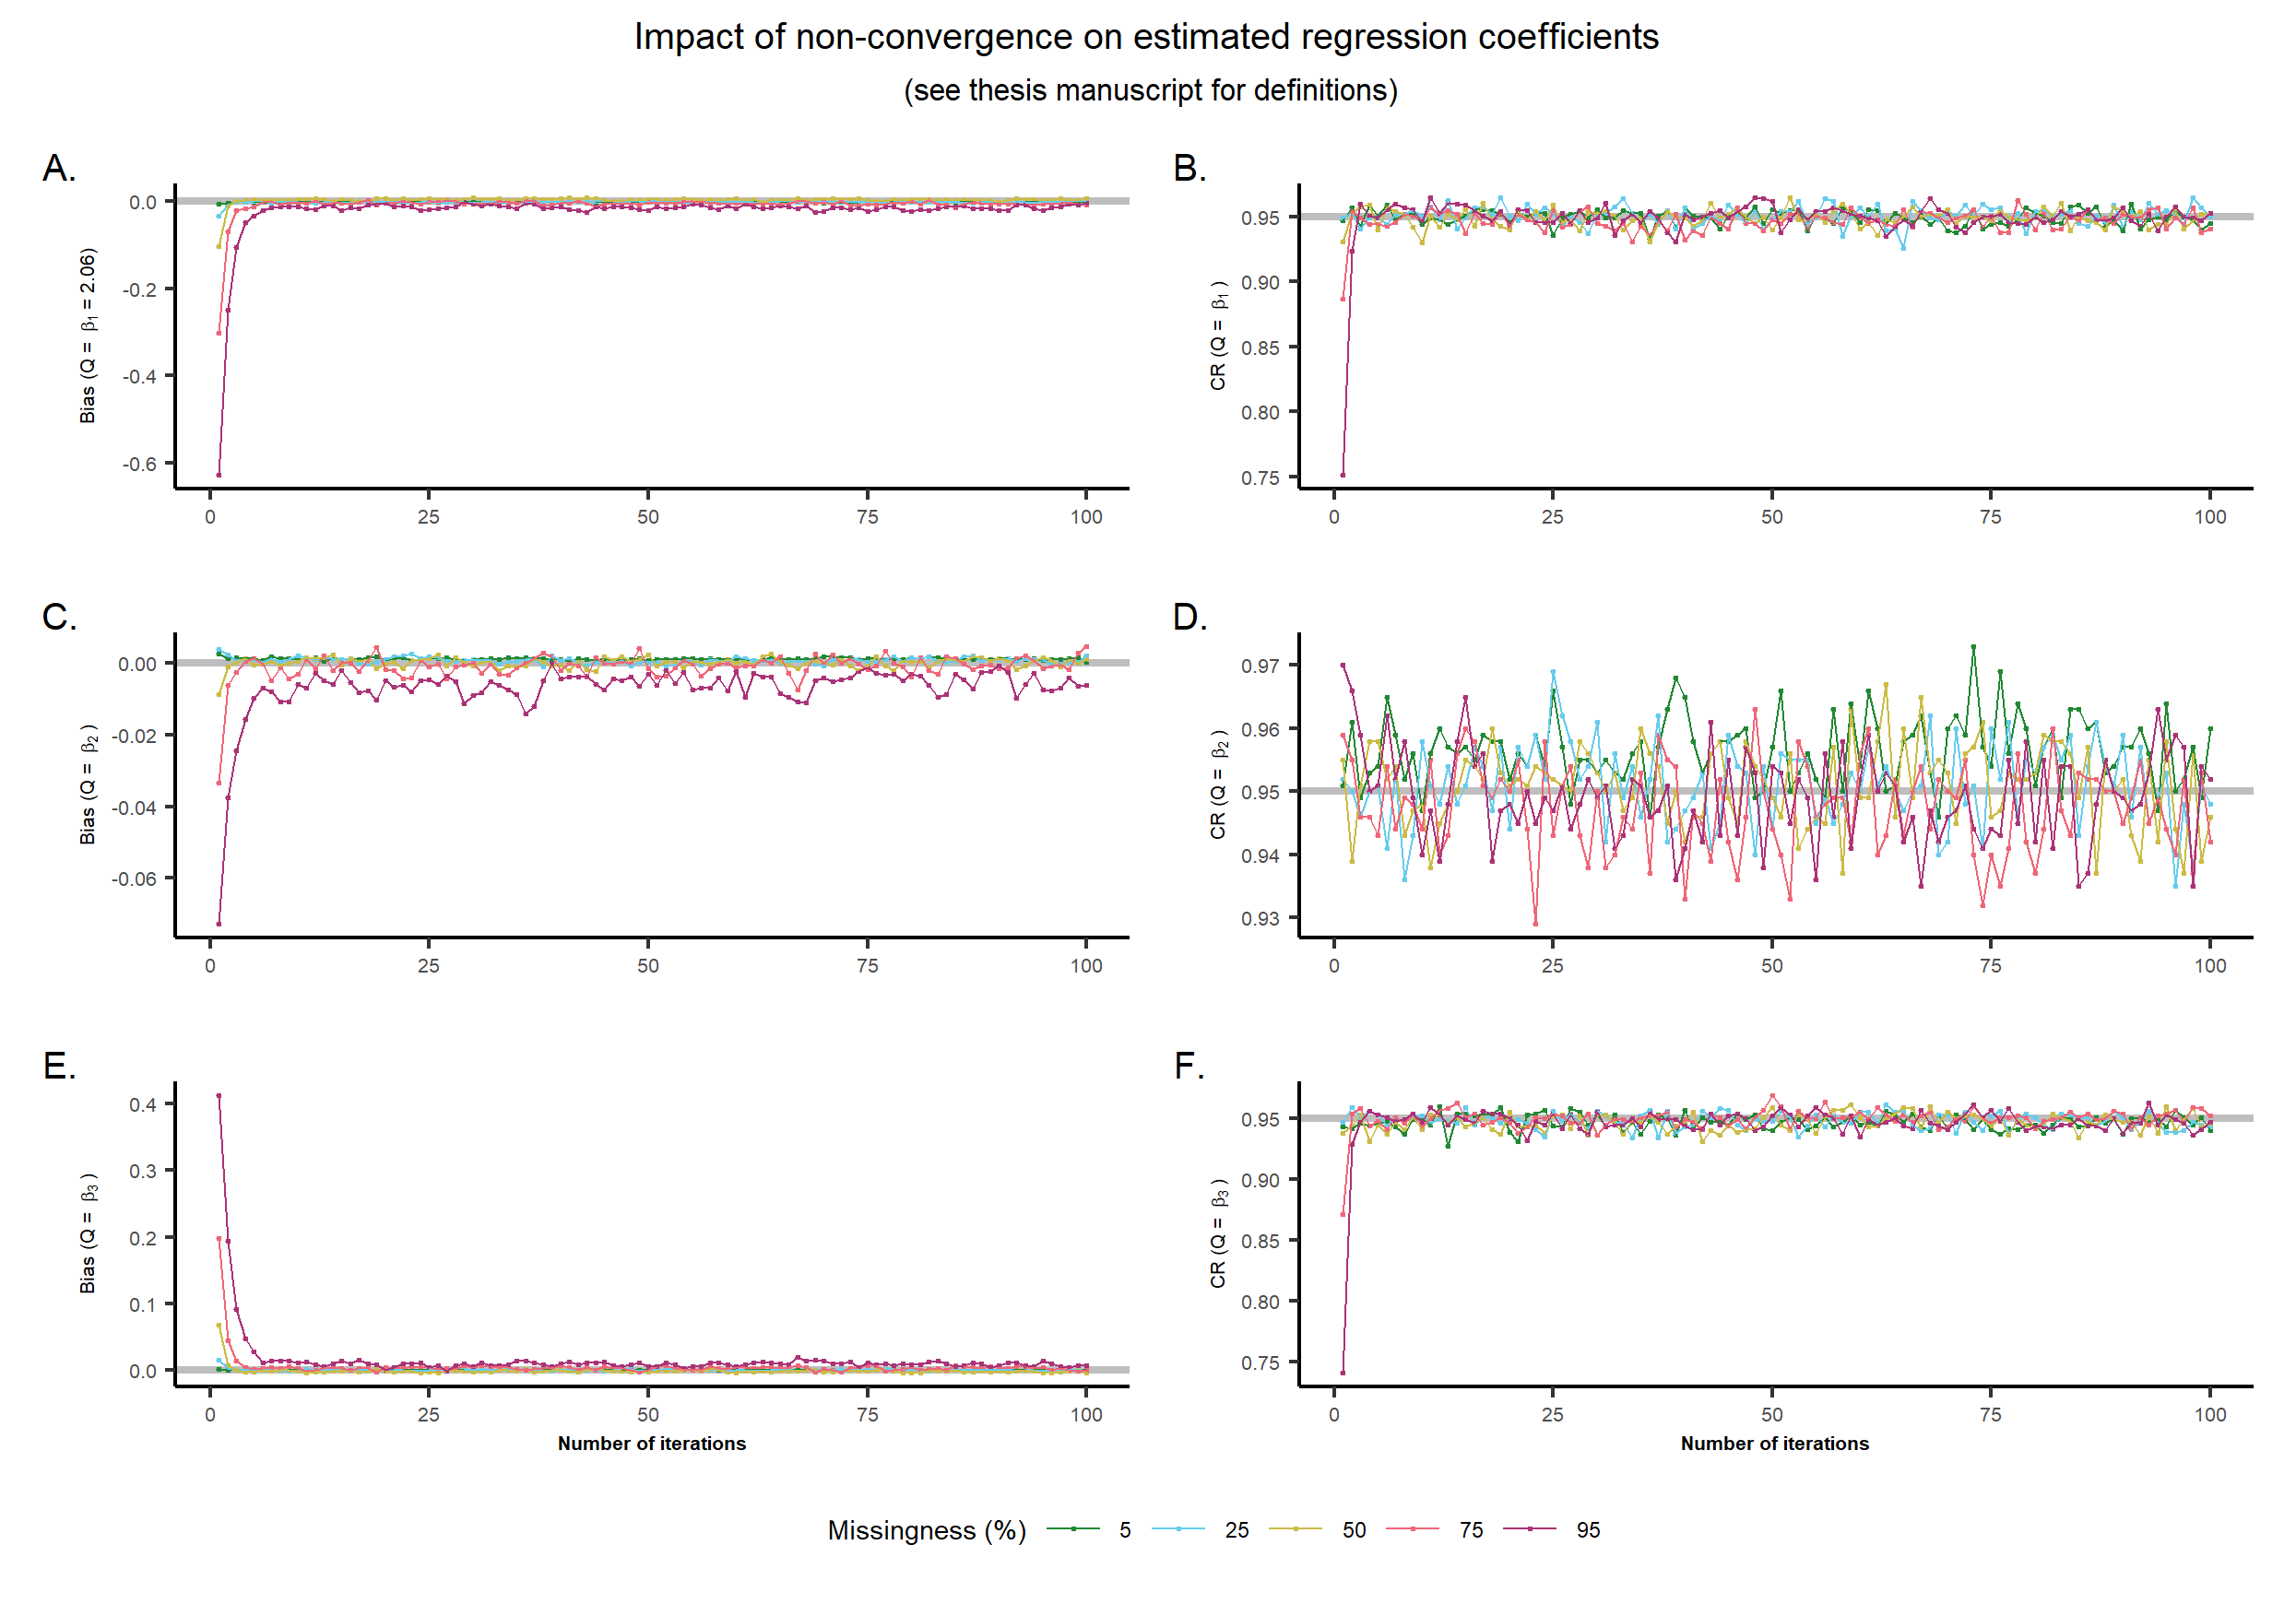 Impact of non-convergence on estimated regression coefficients
(see thesis manuscript for definitions)
A.
Bias (Q = β1 = 2.06)
0.0
-0.2
-0.4
-0.6
0 25 50 75 100
B.
CR (Q = β1 )
0.95
0.90
0.85
0.80
0.75
0 25 50 75 100
C.
Bias (Q = β2 )
0.00
-0.02
-0.04
-0.06
0 25 50 75 100
D.
CR (Q = β2 )
0.97
0.96
0.95
0.94
0.93
0 25 50 75 100
E.
Bias (Q = β3 )
0.4
0.3
0.2
0.1
0.0
0 25 50 75 100
Number of iterations
F.
CR (Q = β3 )
0.95
0.90
0.85
0.80
0.75
0 25 50 75 100
Number of iterations
Missingness (%) 5 25 50 75 95